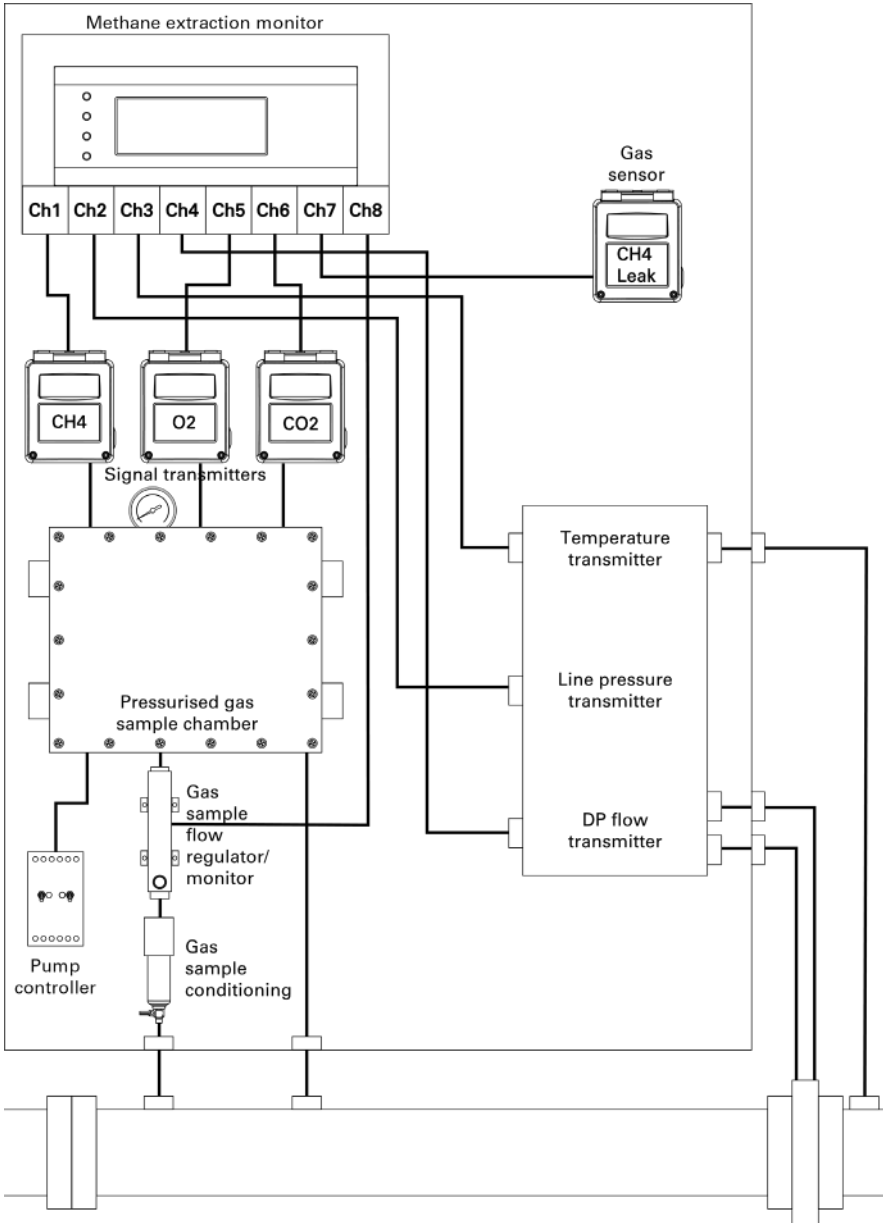 Methane extraction monitor
Ch1 Ch2 Ch3 Ch4 Ch5 Ch6 Ch7 Ch8
Gas
sensor
CH4
Leak
CH4
O2
CO2
Signal transmitters
Temperature
transmitter
Line pressure
transmitter
DP flow
transmitter
Pressurised gas
sample chamber
Gas
sample
flow
regulator/
monitor
Pump
controller
Gas
sample
conditioning